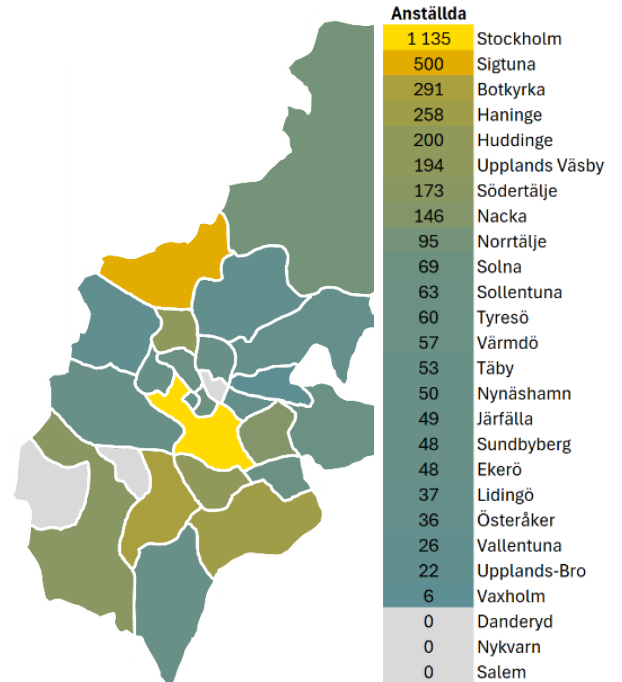 Anställda
1 135 Stockholm
500 Sigtuna
291 Botkyrka
258 Haninge
200 Huddinge
194 Upplands Väsby
173 Södertälje
146 Nacka
95 Norrtälje
69 Solna
63 Sollentuna
60 Tyresö
57 Värmdö
53 Täby
50 Nynäshamn
49 Järfälla
48 Sundbyberg
48 Ekerö
37 Lidingö
36 Österåker
26 Vallentuna
22 Upplands-Bro
6 Vaxholm
0 Danderyd
0 Nykvarn
0 Salem